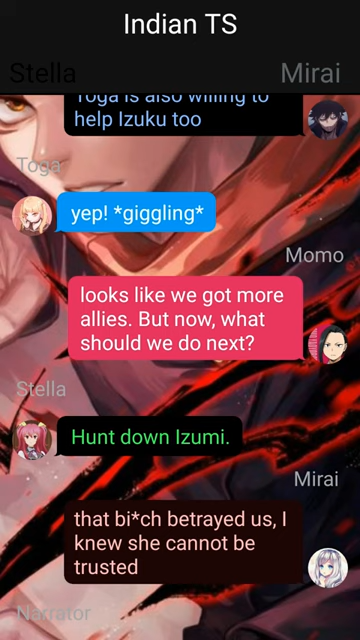 Indian TS
Stella
Mirai
Toga is also willing to
help Izuku too
Toga
yep! *giggling*
Momo
looks like we got more
allies. But now, what
should we do next?
Stella
Hunt down Izumi.
Mirai
that bi*ch betrayed us, I
knew she cannot be
trusted
Narrator